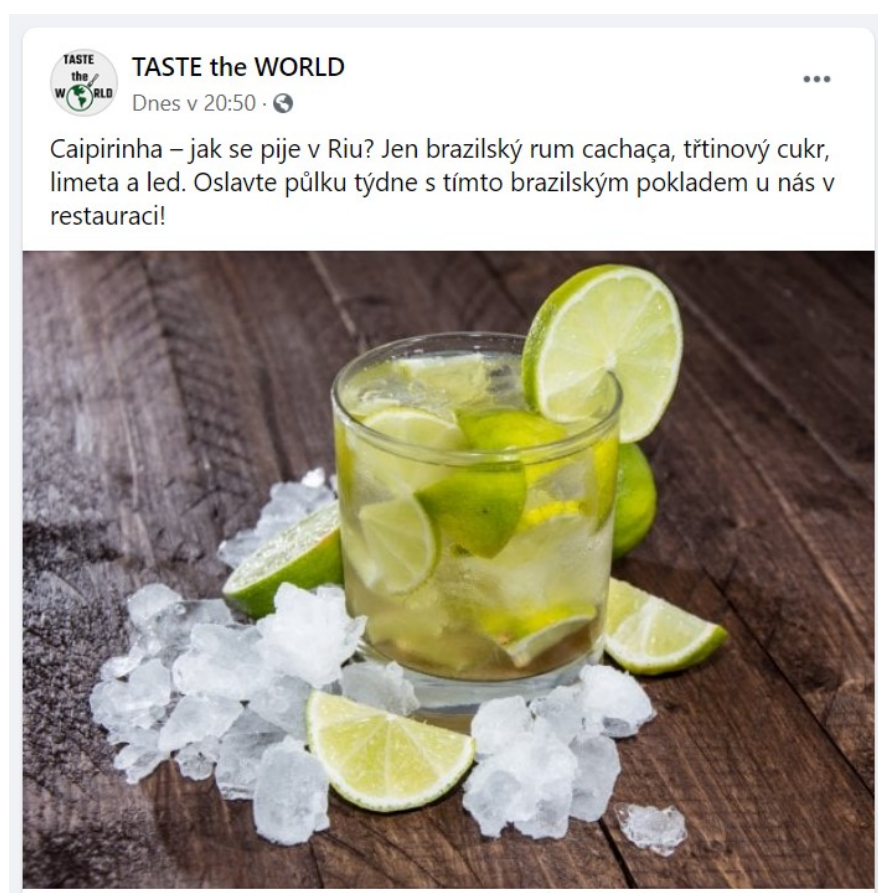 TASTE
the
W RLD
TASTE the WORLD
Dnes v 20:50 ·
Caipirinha – jak se pije v Riu? Jen brazilský rum cachaça, třtinový cukr,
limeta a led. Oslavte půlku týdne s tímto brazilským pokladem u nás v
restauraci!